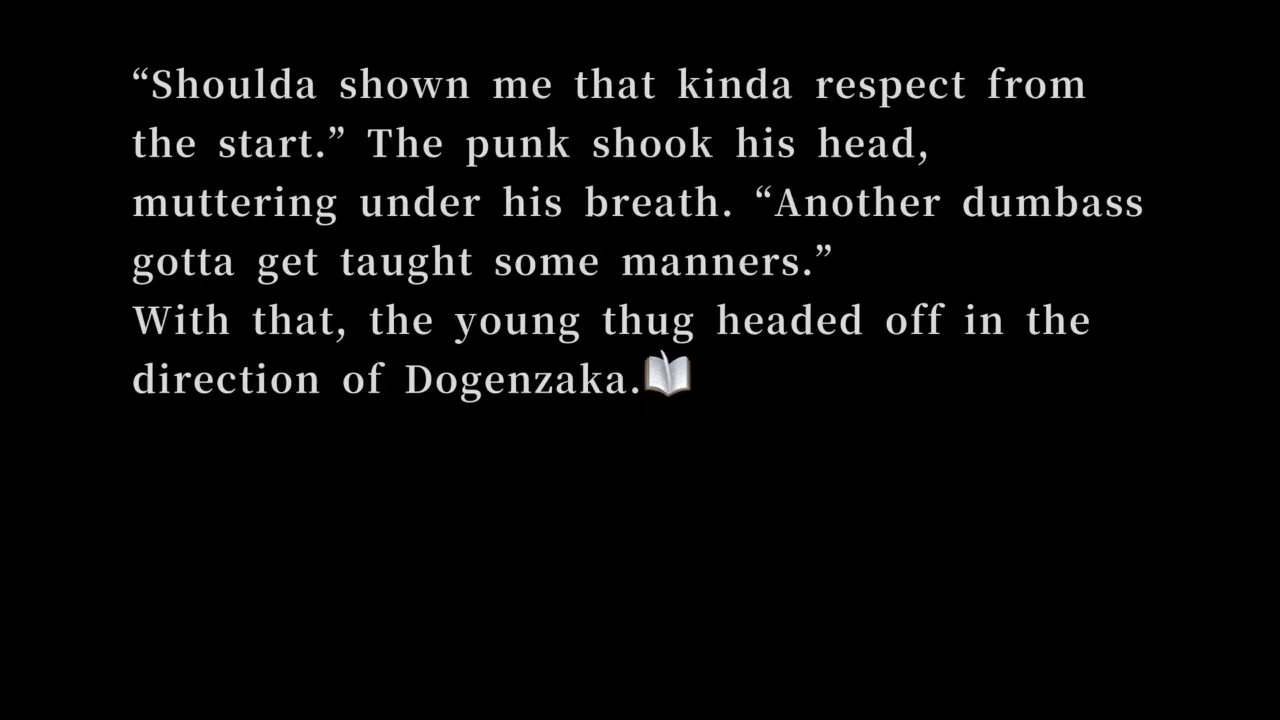 “Shoulda shown me that kinda respect from
the start.” The punk shook his head,
muttering under his breath. “Another dumbass
gotta get taught some manners.”
With that, the young thug headed off in the
direction of Dogenzaka.